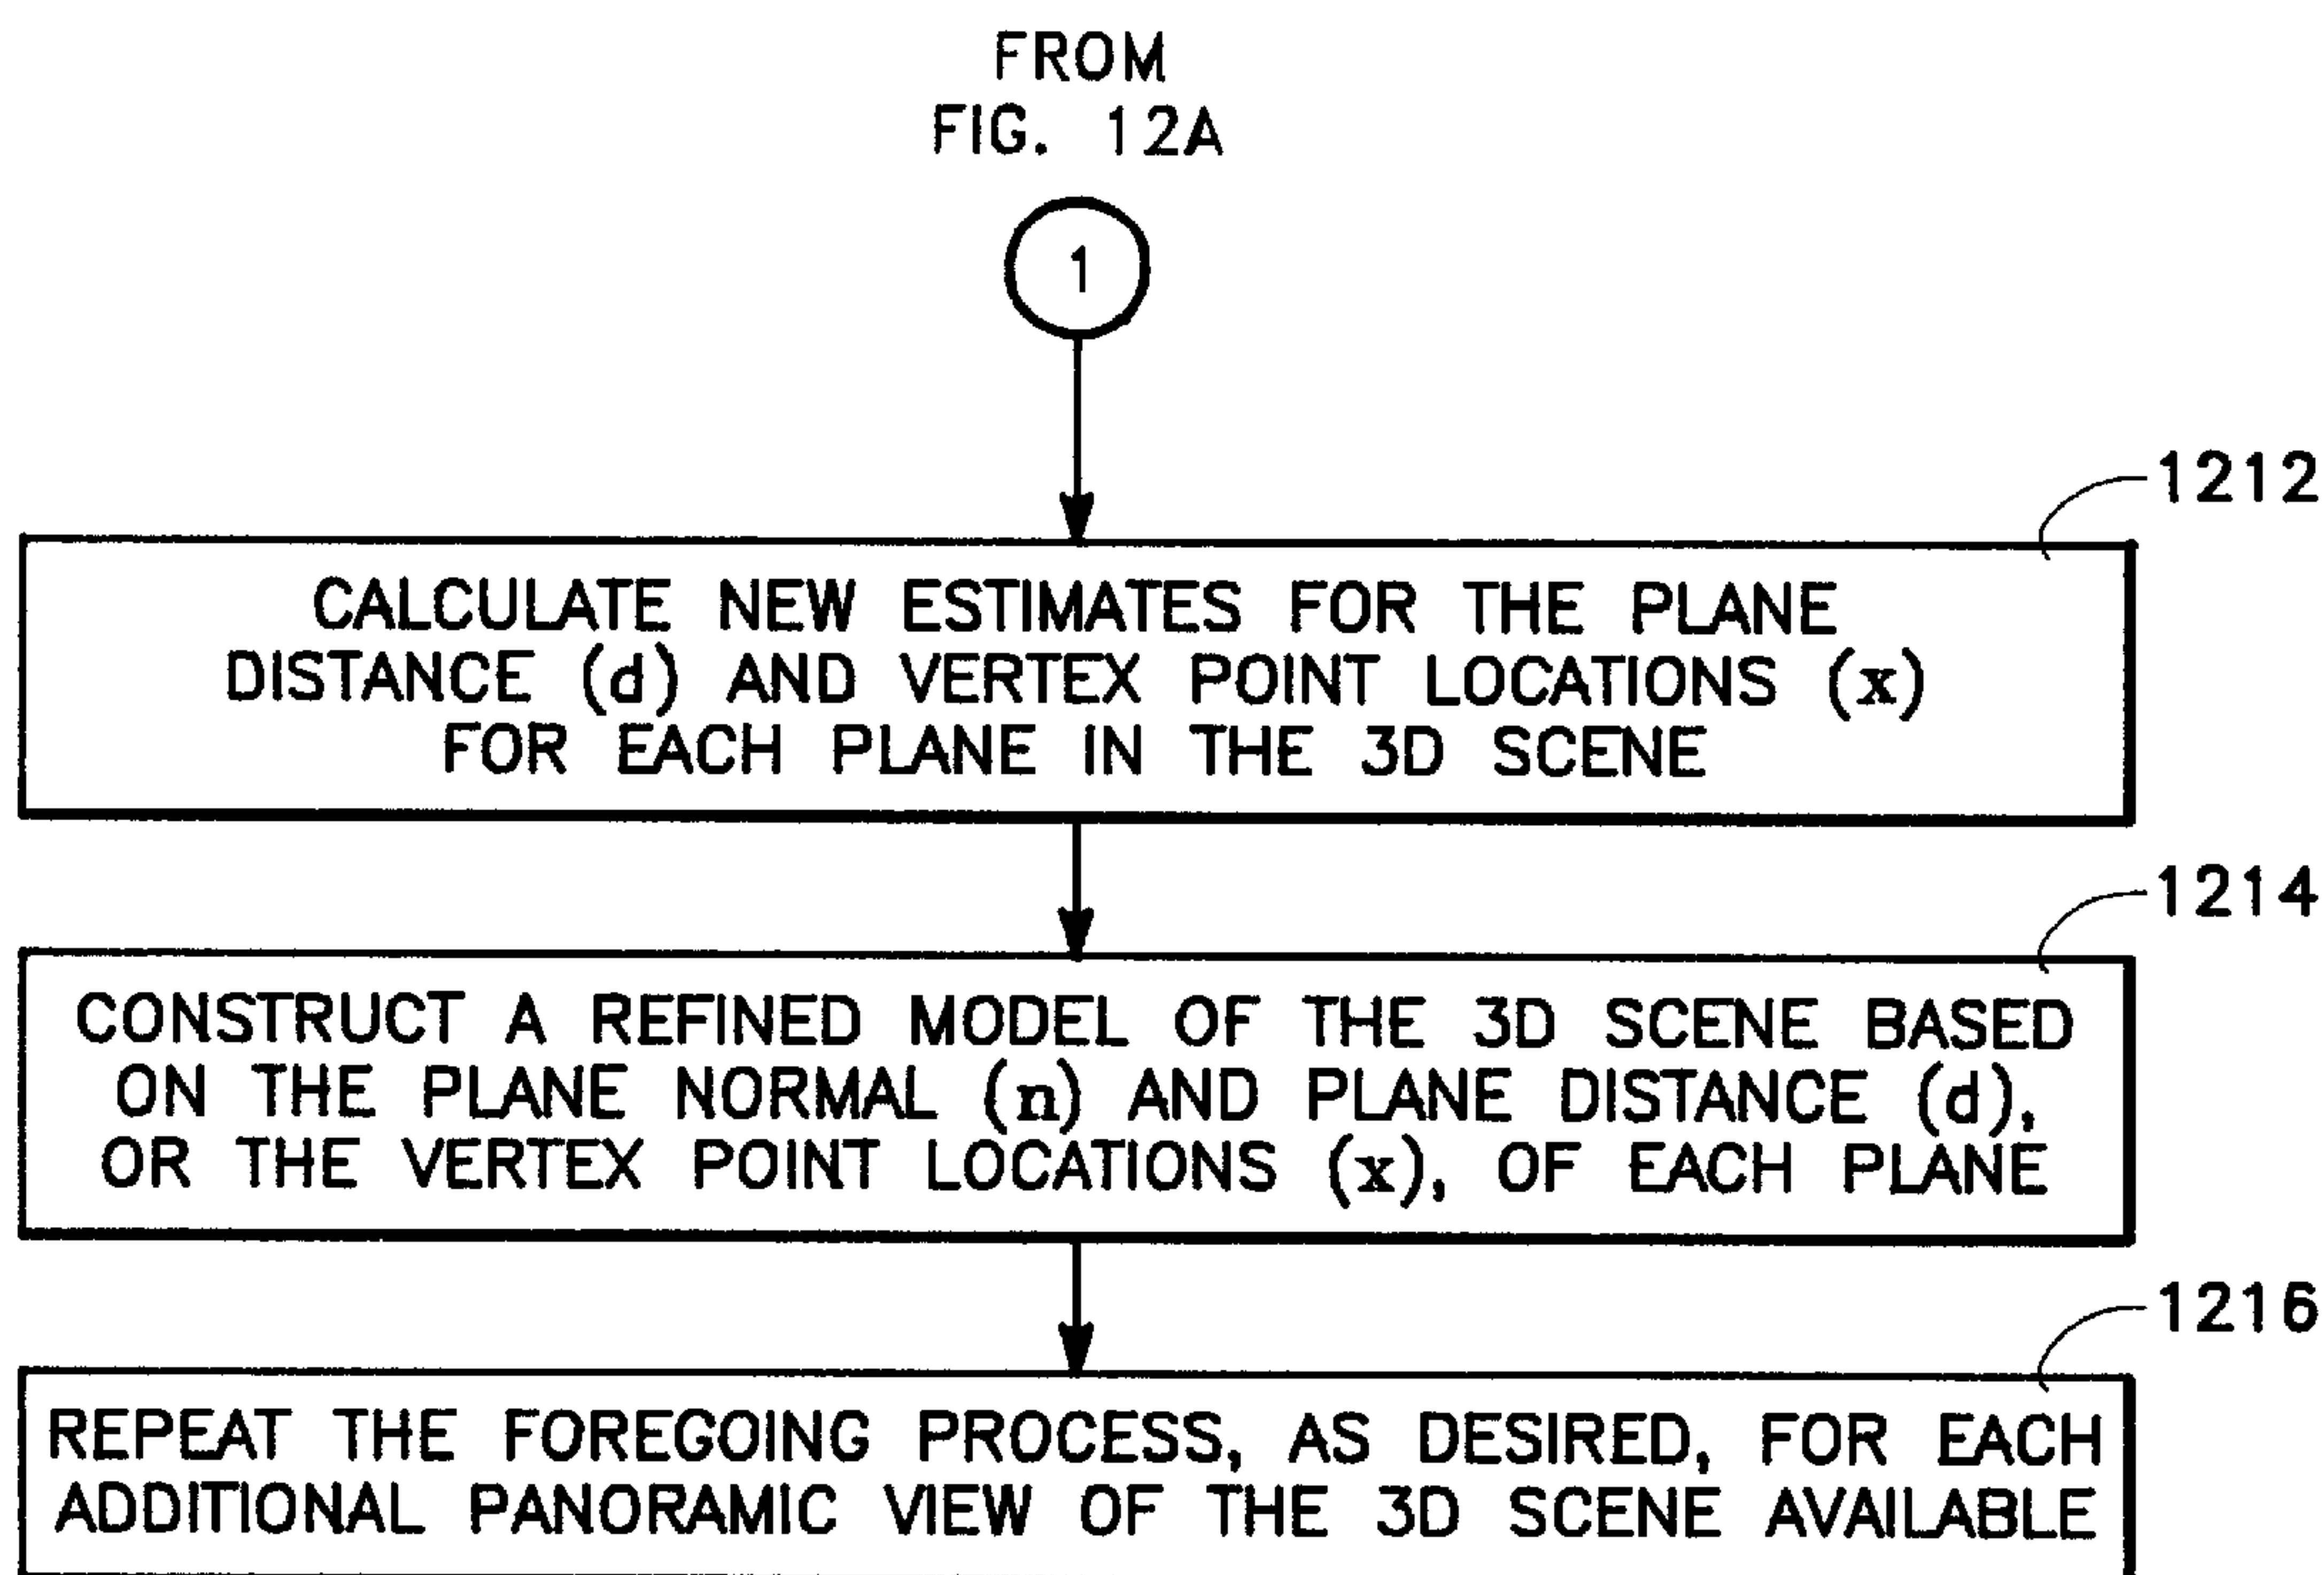 FROM
FIG. 12A
1
1212
CALCULATE NEW ESTIMATES FOR THE PLANE
DISTANCE (d) AND VERTEX POINT LOCATIONS (x)
FOR EACH PLANE IN THE 3D SCENE
1214
CONSTRUCT A REFINED MODEL OF THE 3D SCENE BASED
ON THE PLANE NORMAL (n) AND PLANE DISTANCE (d),
OR THE VERTEX POINT LOCATIONS (x), OF EACH PLANE
1216
REPEAT THE FOREGOING PROCESS, AS DESIRED, FOR EACH
ADDITIONAL PANORAMIC VIEW OF THE 3D SCENE AVAILABLE